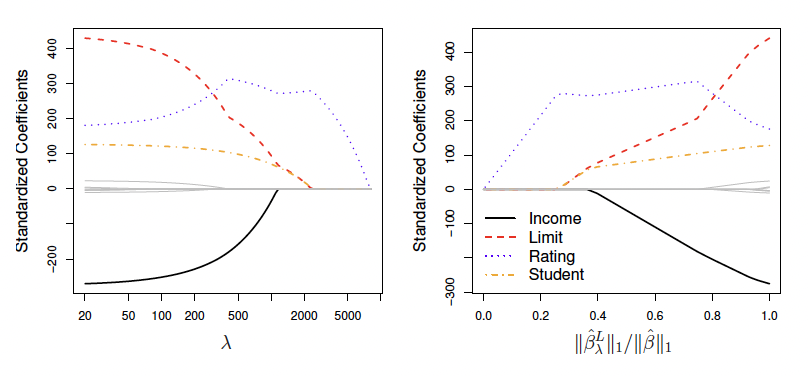 Standardized Coefficients
400
300
200
100
0
−200
20 50 100 200 500 2000 5000
λ
Standardized Coefficients
400
300
200
100
0
−100
−300
Income
Limit
Rating
Student
0.0 0.2 0.4 0.6 0.8 1.0
‖β̂λᴸ‖₁/‖β̂‖₁